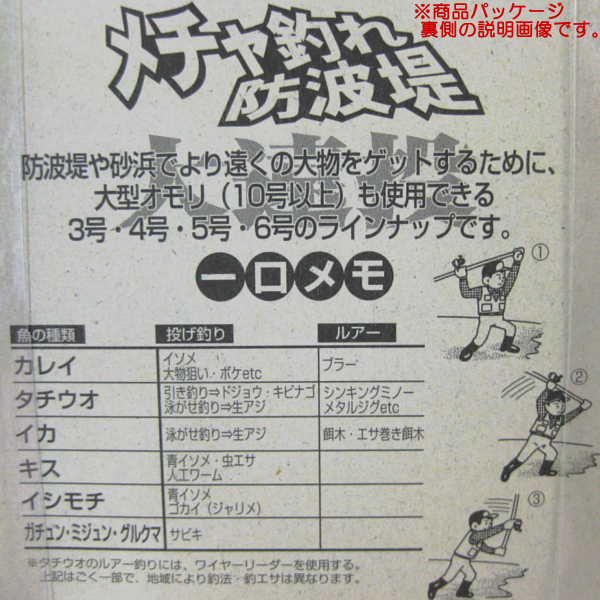 ※商品パッケージ
裏側の説明画像です。
メチャ釣れ
防波堤
防波堤や砂浜でより遠くの大物をゲットするために、
大型オモリ（10号以上）も使用できる
3号・4号・5号・6号のラインナップです。
一口メモ
①
魚の種類 投げ釣り ルアー
カレイ イソメ 大物狙い・ボケetc ブラー
②
タチウオ 引き釣り⇒ドジョウ・キビナゴ 泳がせ釣り⇒生アジ シンキングミノー メタルジグetc
イカ 泳がせ釣り⇒生アジ 餌木・エサ巻き餌木
キス 青イソメ・虫エサ 人工ワーム
イシモチ 青イソメ ゴカイ（ジャリメ）
③
ガチュン・ミジュン・グルクマ サビキ
※タチウオのルアー釣りには、ワイヤーリーダーを使用する。
上記はごく一部で、地域により釣法・釣エサは異なります。